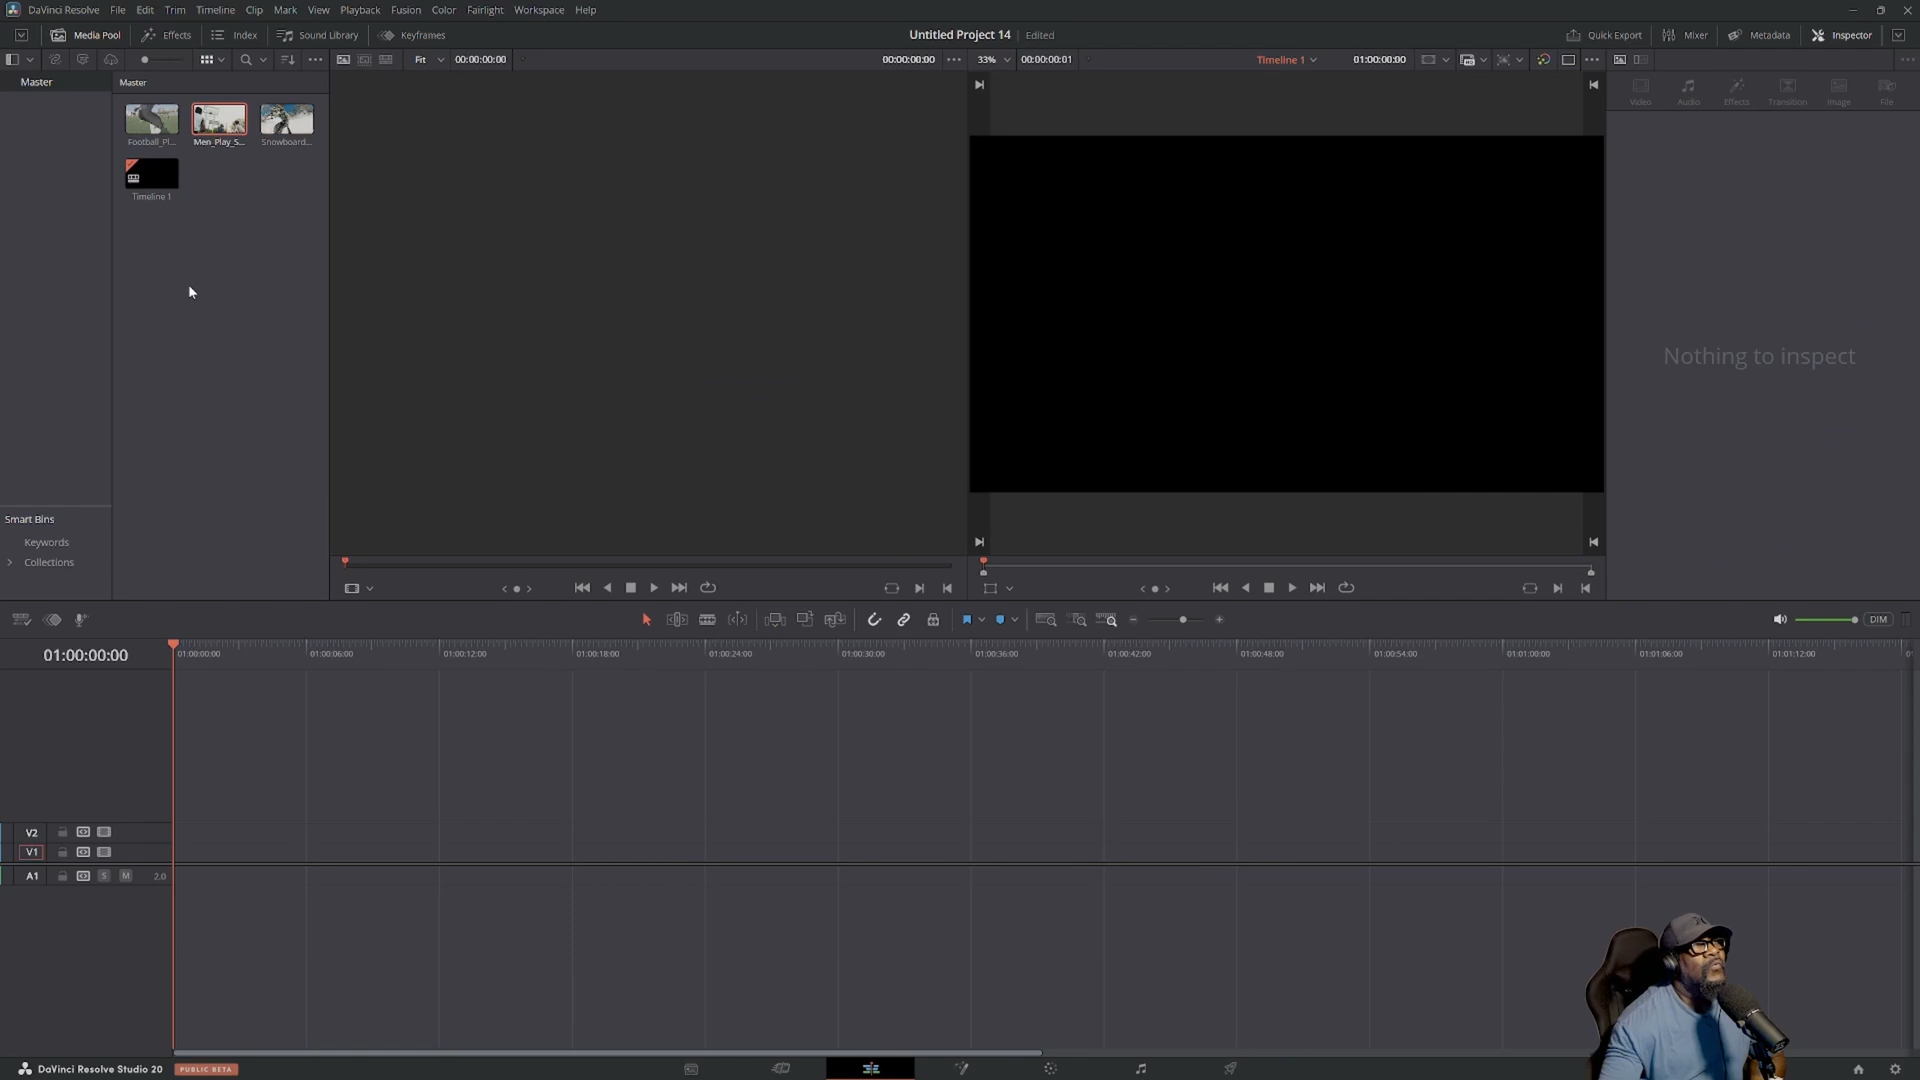 DaVinci Resolve File Edit Trim Timeline Clip Mark View Playback Fusion Color Fairlight Workspace Help
Media Pool Effects Index Sound Library Keyframes Untitled Project 14 Edited Quick Export Mixer Metadata Inspector
Fit 00:00:00:00 00:00:00:00 33% 00:00:00:01 Timeline 1 01:00:00:00
Master Master Video Audio Effects Transition Image File
Football_Pl... Men_Play_S... Snowboard...
Timeline 1
Nothing to inspect
Smart Bins
Keywords
Collections
DIM
01:00:00:00 01:00:00:00 01:00:06:00 01:00:12:00 01:00:18:00 01:00:24:00 01:00:30:00 01:00:36:00 01:00:42:00 01:00:48:00 01:00:54:00 01:01:00:00 01:01:06:00 01:01:12:00
V2
V1
A1 S M 2.0
DaVinci Resolve Studio 20 PUBLIC BETA